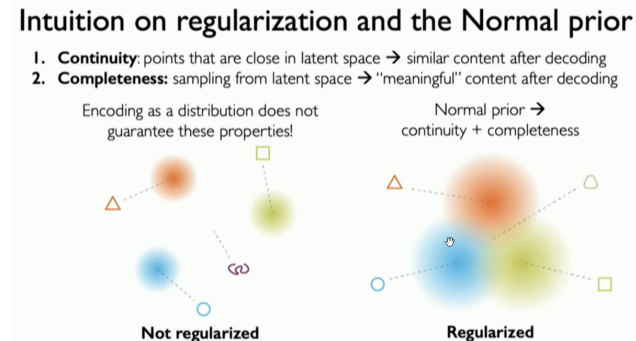 Intuition on regularization and the Normal prior
1. Continuity: points that are close in latent space → similar content after decoding
2. Completeness: sampling from latent space → "meaningful" content after decoding
Encoding as a distribution does not
guarantee these properties!
Normal prior →
continuity + completeness
Not regularized
Regularized